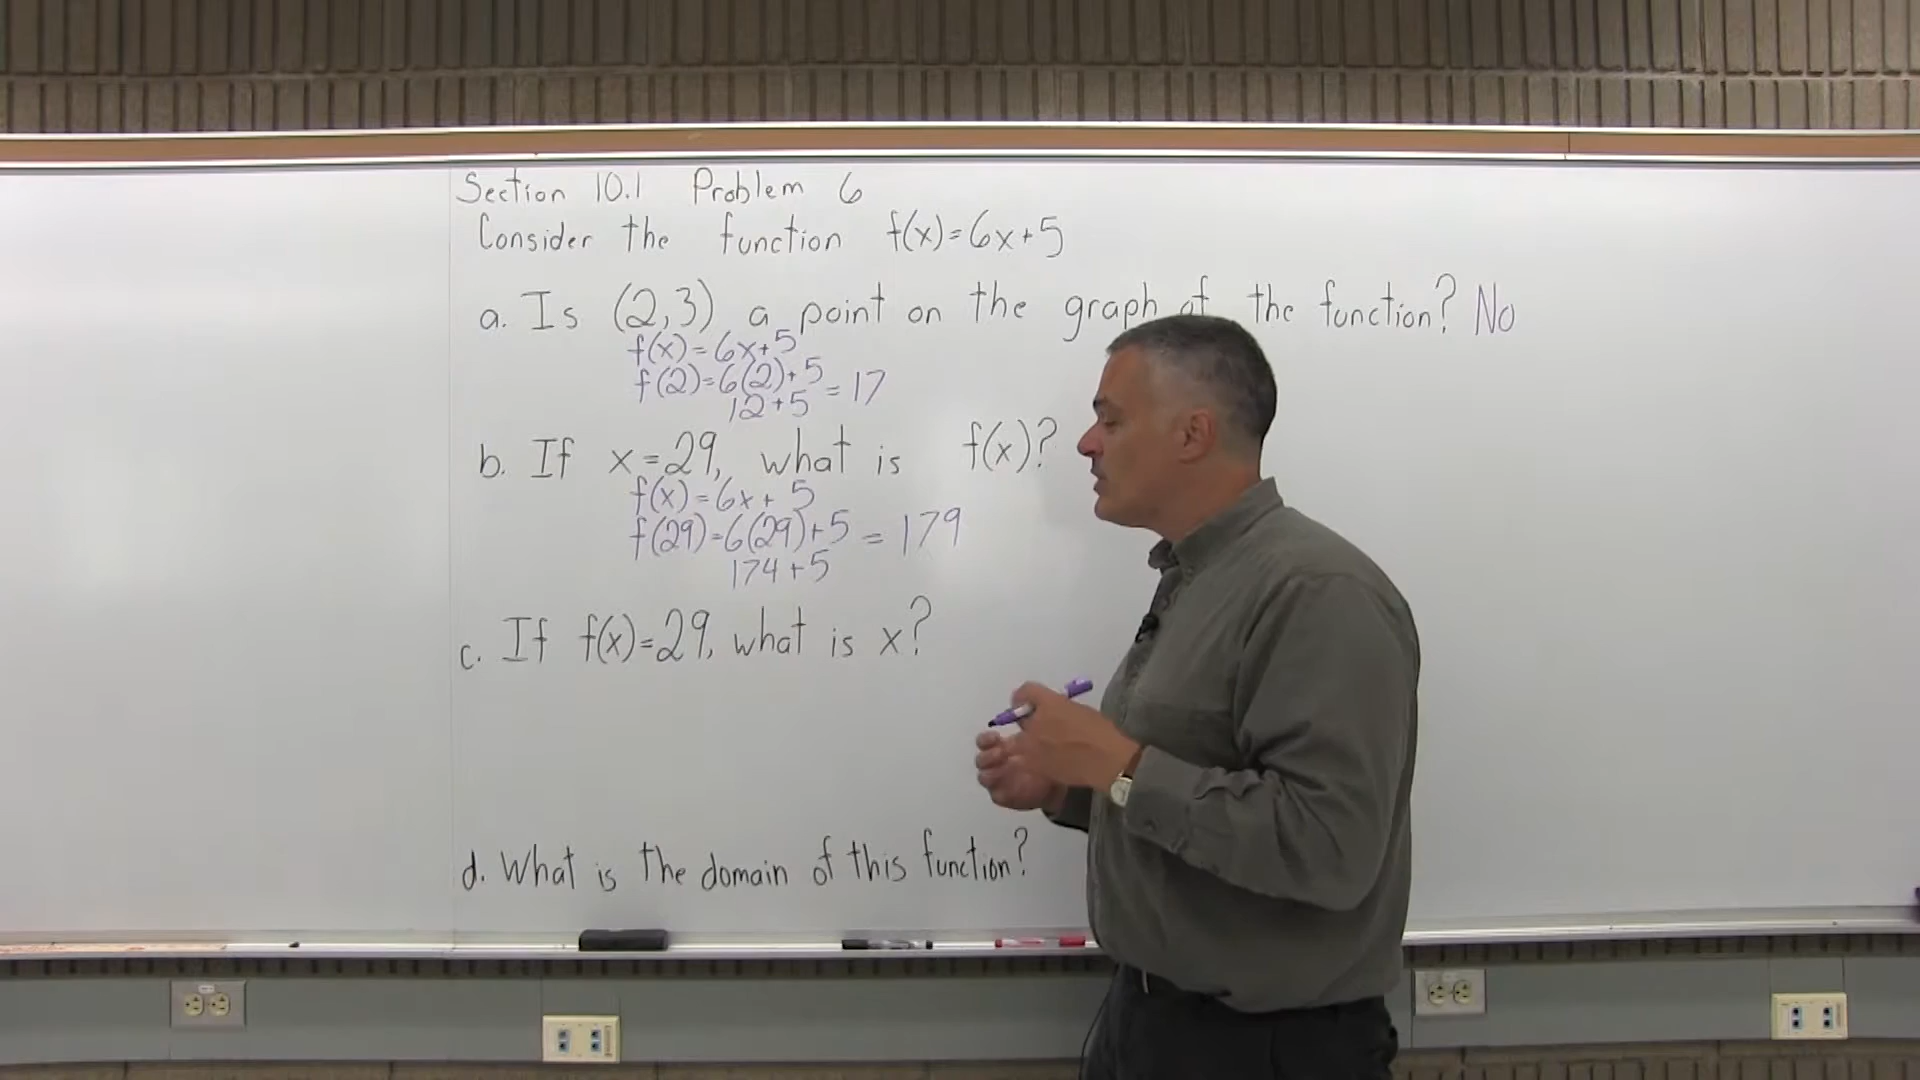 Section 10.1 Problem 6
Consider the function f(x)=6x+5
a. Is (2,3) a point on the graph of the function? No
f(x)=6x+5
f(2)=6(2)+5 = 17
12+5
b. If x=29, what is f(x)?
f(x)=6x+5
f(29)=6(29)+5 = 179
174+5
c. If f(x)=29, what is x?
d. What is the domain of this function?